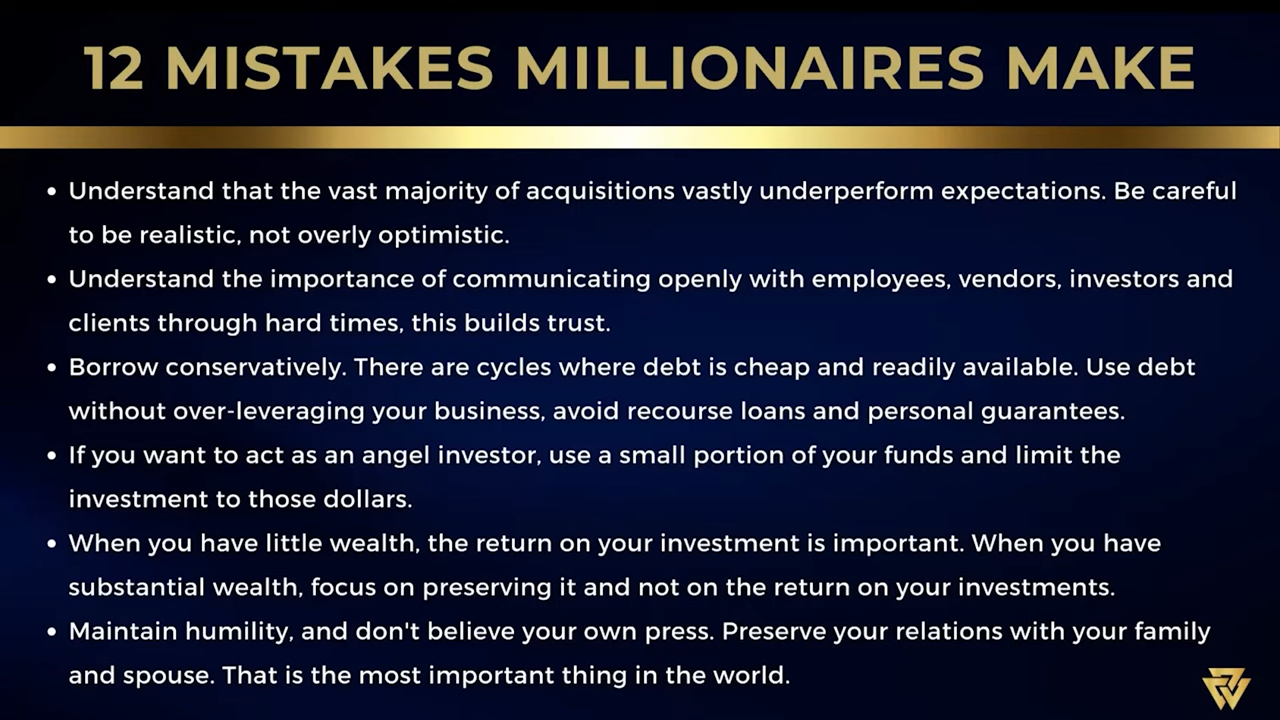 12 MISTAKES MILLIONAIRES MAKE
• Understand that the vast majority of acquisitions vastly underperform expectations. Be careful
to be realistic, not overly optimistic.
• Understand the importance of communicating openly with employees, vendors, investors and
clients through hard times, this builds trust.
• Borrow conservatively. There are cycles where debt is cheap and readily available. Use debt
without over-leveraging your business, avoid recourse loans and personal guarantees.
• If you want to act as an angel investor, use a small portion of your funds and limit the
investment to those dollars.
• When you have little wealth, the return on your investment is important. When you have
substantial wealth, focus on preserving it and not on the return on your investments.
• Maintain humility, and don't believe your own press. Preserve your relations with your family
and spouse. That is the most important thing in the world.